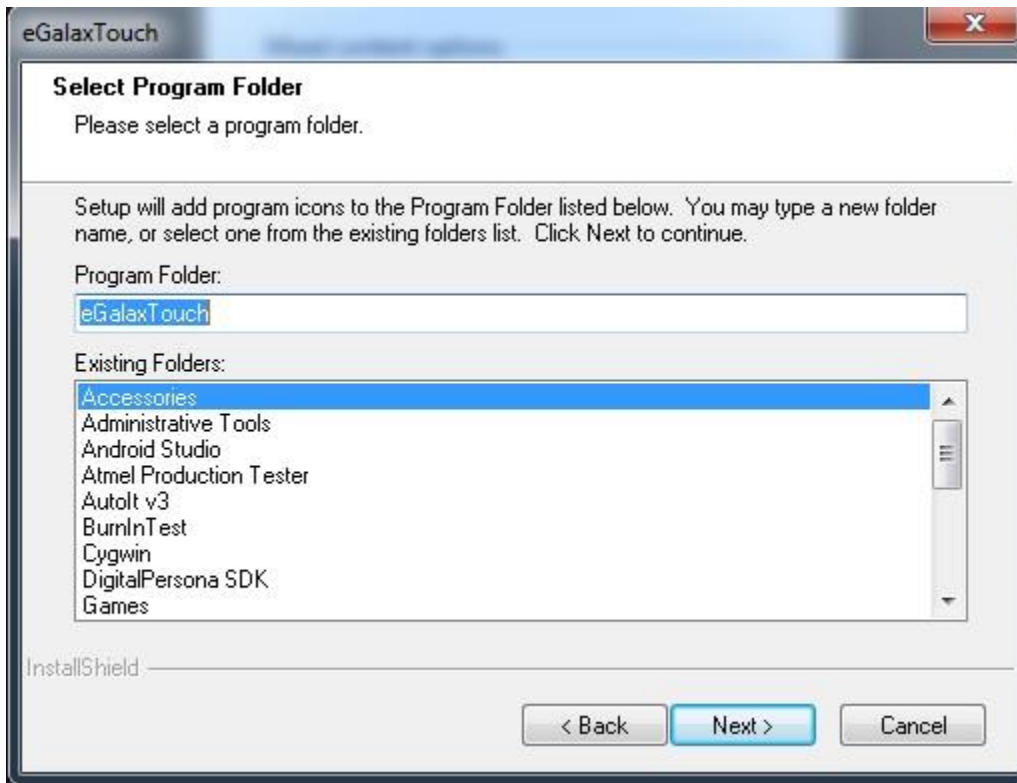 eGalaxTouch
Select Program Folder
Please select a program folder.
Setup will add program icons to the Program Folder listed below. You may type a new folder
name, or select one from the existing folders list. Click Next to continue.
Program Folder:
eGalaxTouch
Existing Folders:
Accessories
Administrative Tools
Android Studio
Atmel Production Tester
AutoIt v3
BurnInTest
Cygwin
DigitalPersona SDK
Games
InstallShield
< Back Next > Cancel